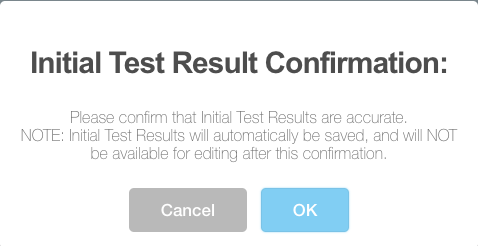 Initial Test Result Confirmation:
Please confirm that Initial Test Results are accurate.
NOTE: Initial Test Results will automatically be saved, and will NOT
be available for editing after this confirmation.
Cancel OK